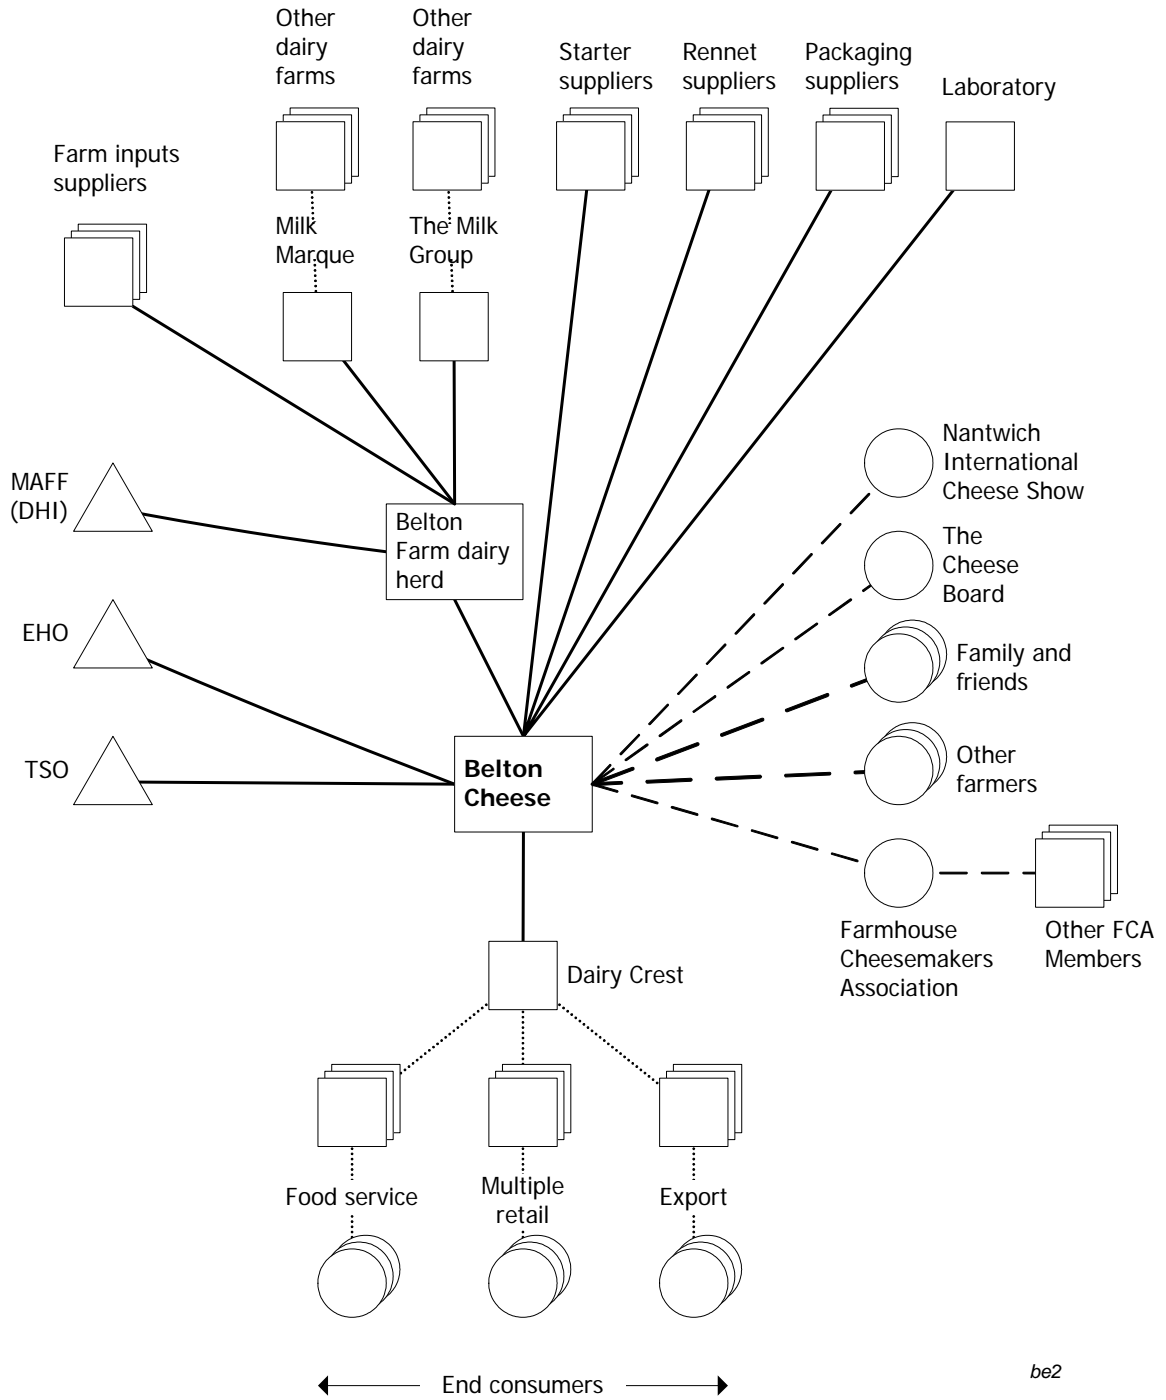 Other
dairy
farms
Other
dairy
farms
Starter
suppliers
Rennet
suppliers
Packaging
suppliers
Laboratory
Farm inputs
suppliers
Milk
Marque
The Milk
Group
Nantwich
International
Cheese Show
MAFF
(DHI)
Belton
Farm dairy
herd
The
Cheese
Board
EHO
Family and
friends
TSO
Belton
Cheese
Other
farmers
Farmhouse
Cheesemakers
Association
Other FCA
Members
Dairy Crest
Food service
Multiple
retail
Export
End consumers
be2